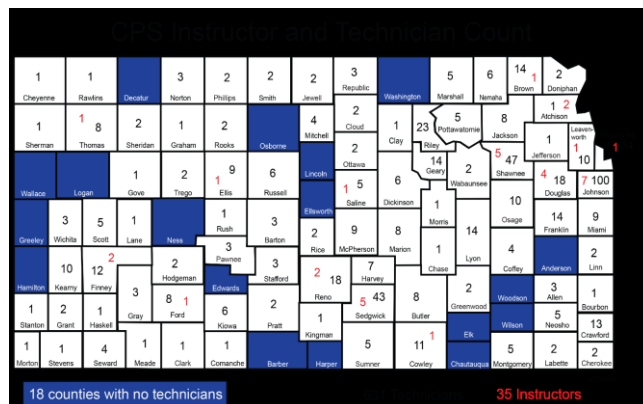 CPS Instructor and Technician Count
1 1 3 2 2 2 3 5 6 14 1 2
Cheyenne Rawlins Decatur Norton Phillips Smith Jewell Republic Washington Marshall Nemaha Brown Doniphan
1 1 8 2 1 2 4 2 1 23 5 8 1 2
Sherman Thomas Sheridan Graham Rooks Osborne Mitchell Cloud Clay Riley Pottawatomie Jackson Atchison
1 2 1 9 6 2 14 2 5 47 1 1 10 1
Wallace Logan Gove Trego Ellis Russell Lincoln Ottawa Geary Wabaunsee Shawnee Jefferson Leavenworth
1 5 6 4 18 7 100
Saline Dickinson Douglas Johnson
3 5 1 1 3 9 8 1 14 10 14 9
Greeley Wichita Scott Lane Ness Rush Barton Ellsworth McPherson Marion Morris Lyon Osage Franklin Miami
10 12 2 2 3 3 2 1 4 2
Hamilton Kearny Finney Hodgeman Pawnee Stafford Rice Chase Coffey Anderson Linn
1 2 1 3 8 1 6 2 2 18 7 5 43 8 2 3 1
Stanton Grant Haskell Gray Ford Edwards Kiowa Pratt Reno Harvey Sedgwick Butler Greenwood Woodson Allen Bourbon
1 5 13
Kingman Wilson Neosho Crawford
1 1 4 1 1 1 5 11 1 5 2 2
Morton Stevens Seward Meade Clark Comanche Barber Harper Sumner Cowley Elk Chautauqua Montgomery Labette Cherokee
18 counties with no technicians
35 Instructors